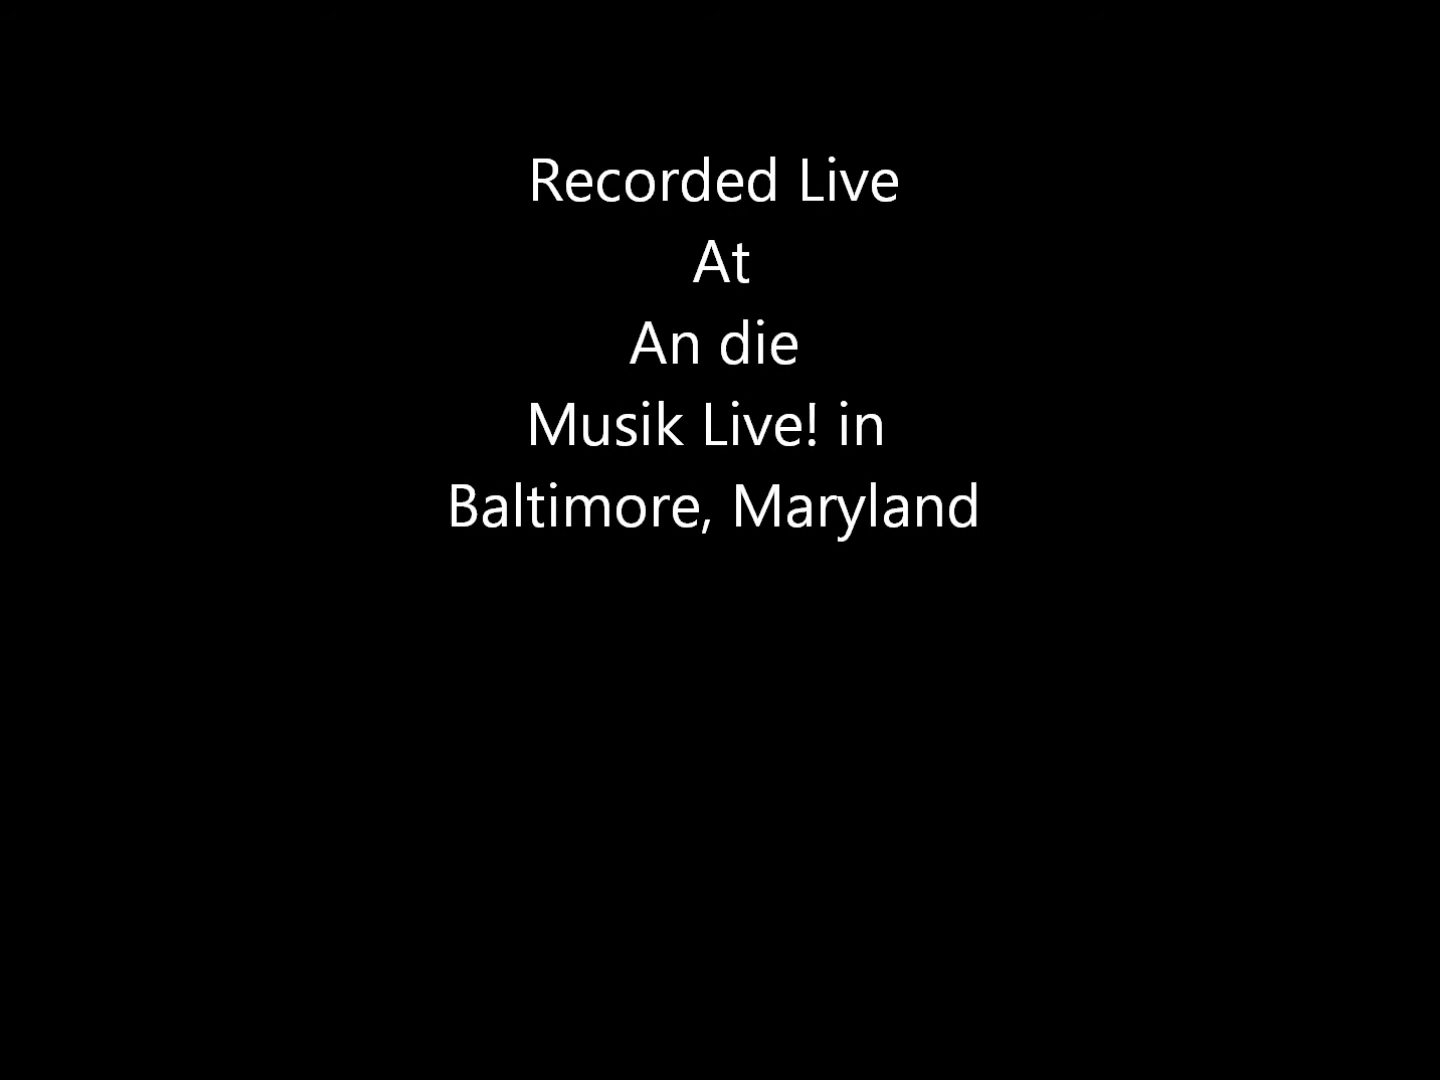 Recorded Live
At
An die
Musik Live! in
Baltimore, Maryland